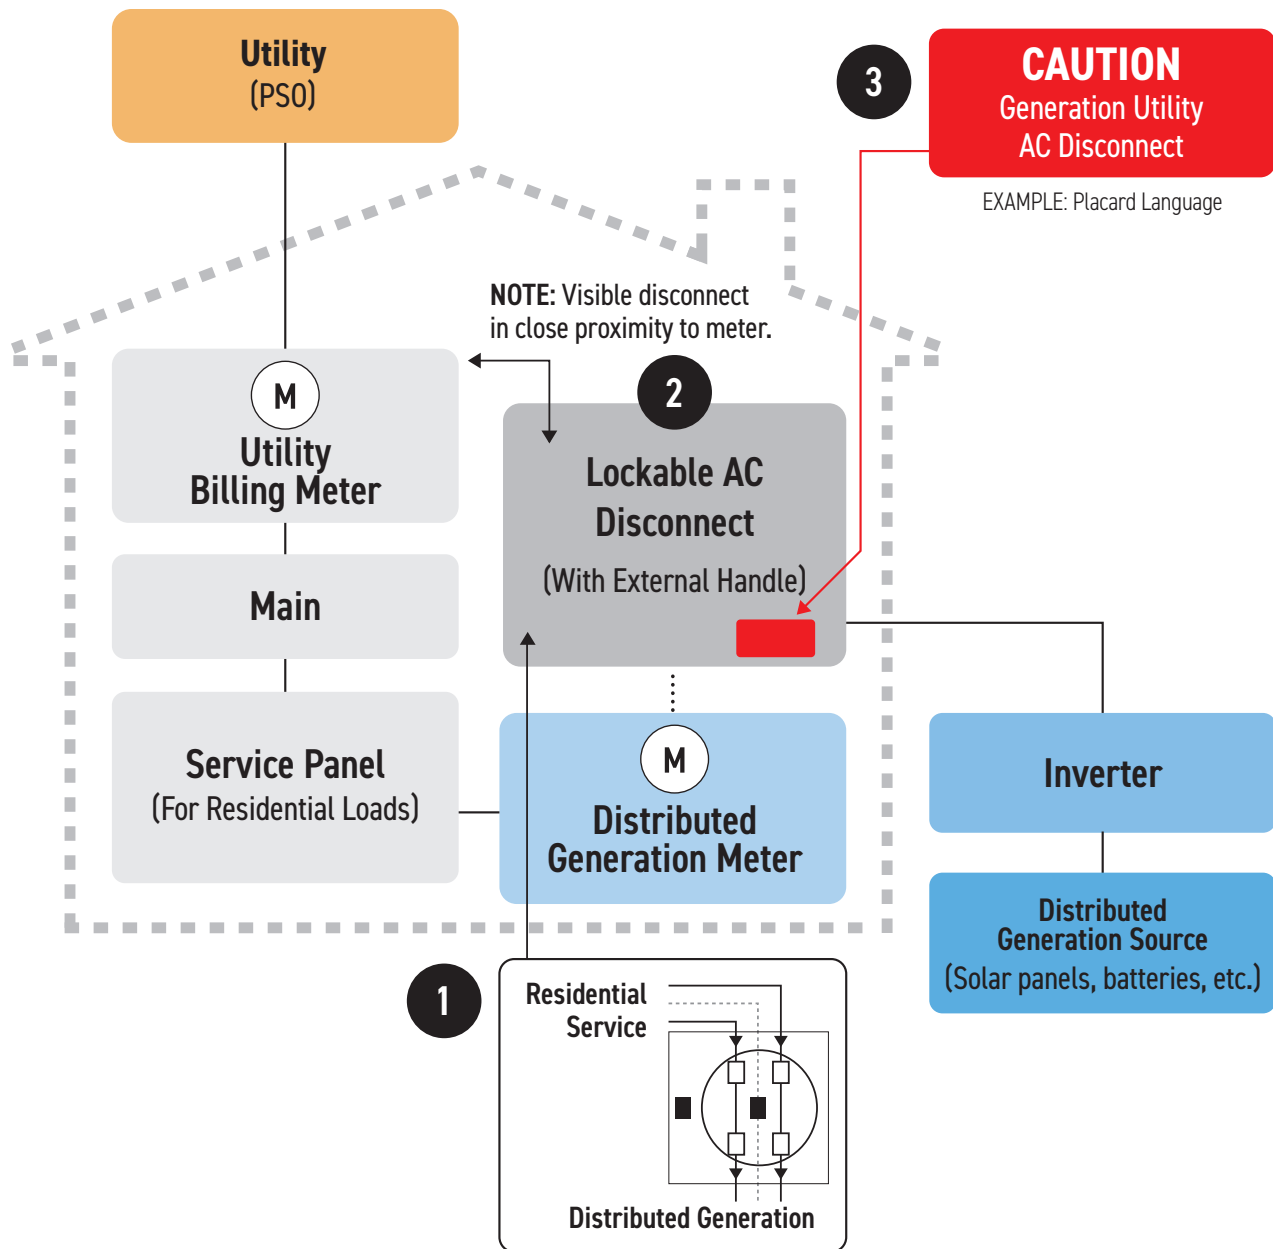 Utility
(PSO)
3
CAUTION
Generation Utility
AC Disconnect
EXAMPLE: Placard Language
NOTE: Visible disconnect
in close proximity to meter.
M
Utility
Billing Meter
2
Lockable AC
Disconnect
(With External Handle)
Main
Service Panel
(For Residential Loads)
M
Distributed
Generation Meter
Inverter
Distributed
Generation Source
(Solar panels, batteries, etc.)
1
Residential
Service
Distributed Generation